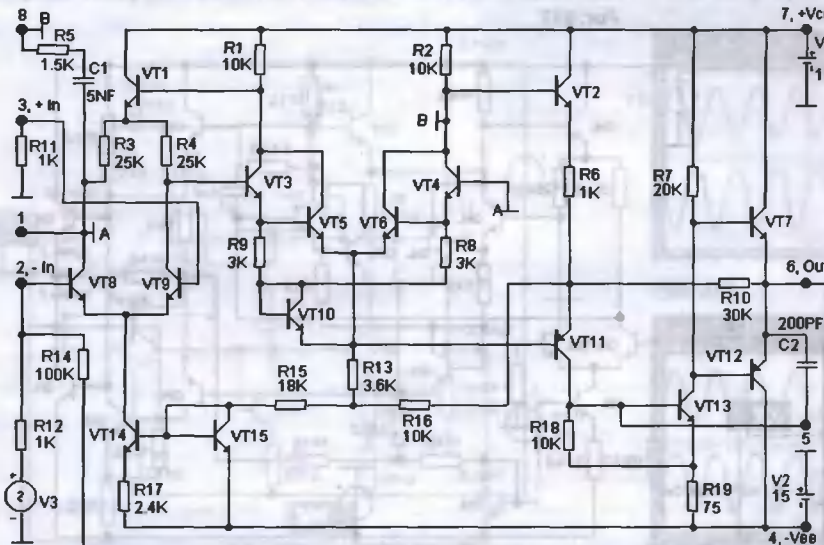 8
B
R5
1.5K
C1
5NF
3, + In
R11
1K
1
A
2, - In
R14
100K
R12
1K
V3
VT1
R3
25K
R4
25K
VT8
VT9
VT14
R17
2.4K
VT15
R1
10K
VT3
R9
3K
VT5
VT10
R15
18K
R13
3.6K
R16
10K
R2
10K
B
VT4
A
VT6
R8
3K
VT2
R6
1K
VT11
R18
10K
VT13
R19
75
R7
20K
VT7
R10
30K
VT12
7, +Vc
V
1
6, Out
200PF
C2
5
V2
15
4, -VBB